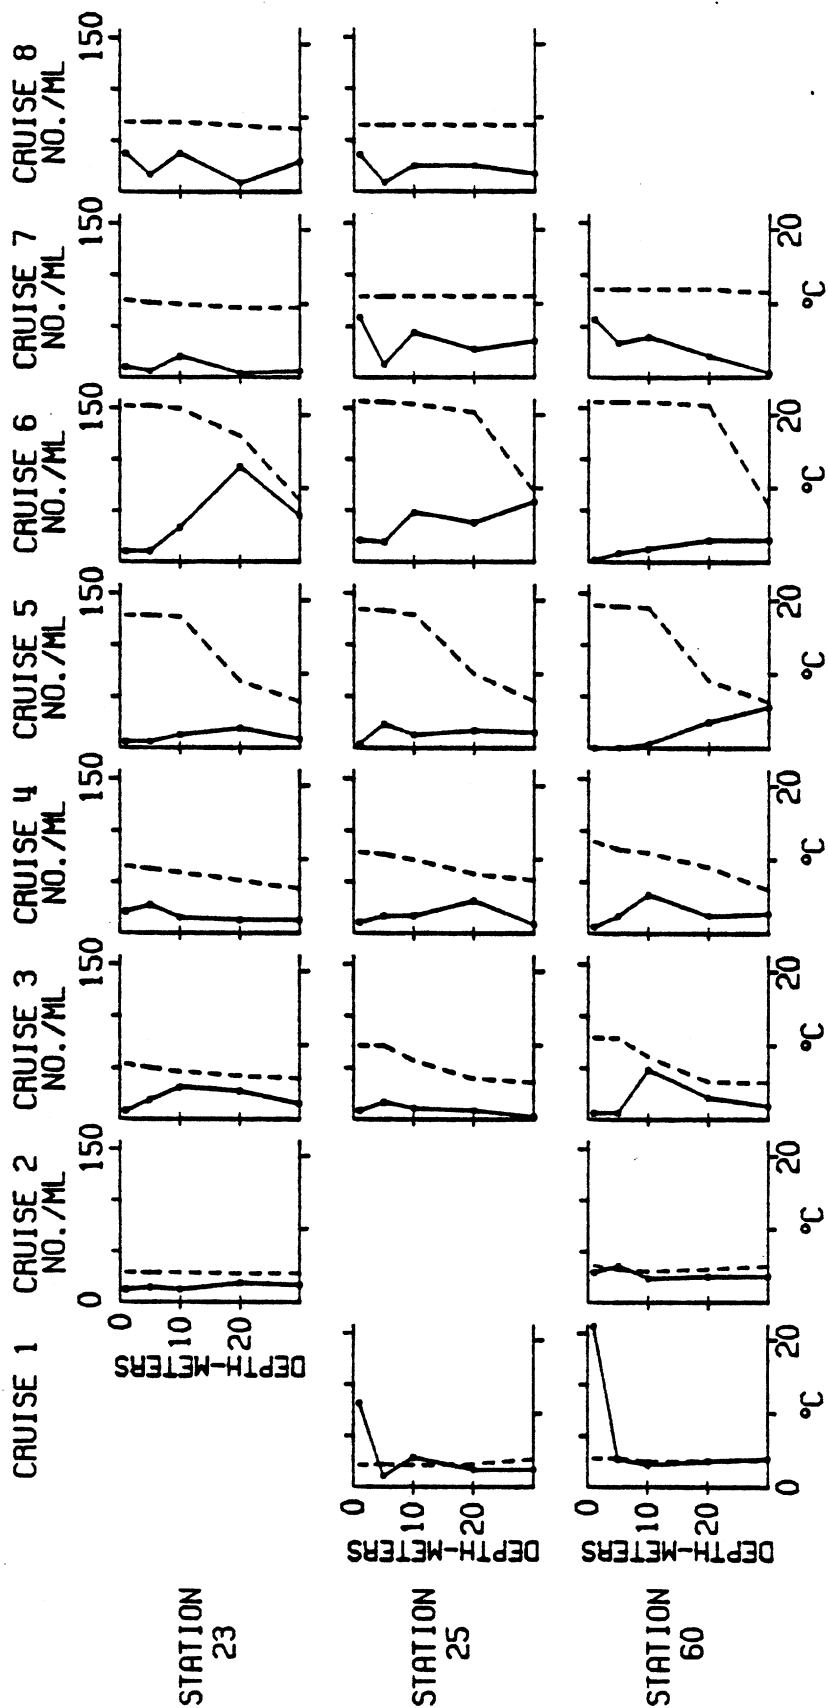 CRUISE 1 CRUISE 2 CRUISE 3 CRUISE 4 CRUISE 5 CRUISE 6 CRUISE 7 CRUISE 8
NO./ML NO./ML NO./ML NO./ML NO./ML NO./ML NO./ML
0 150 150 150 150 150 150 150
STATION
23
DEPTH-METERS
0
10
20
STATION
25
DEPTH-METERS
0
10
20
STATION
60
DEPTH-METERS
0
10
20
0 20 20 20 20 20 20 20
°C °C °C °C °C °C °C